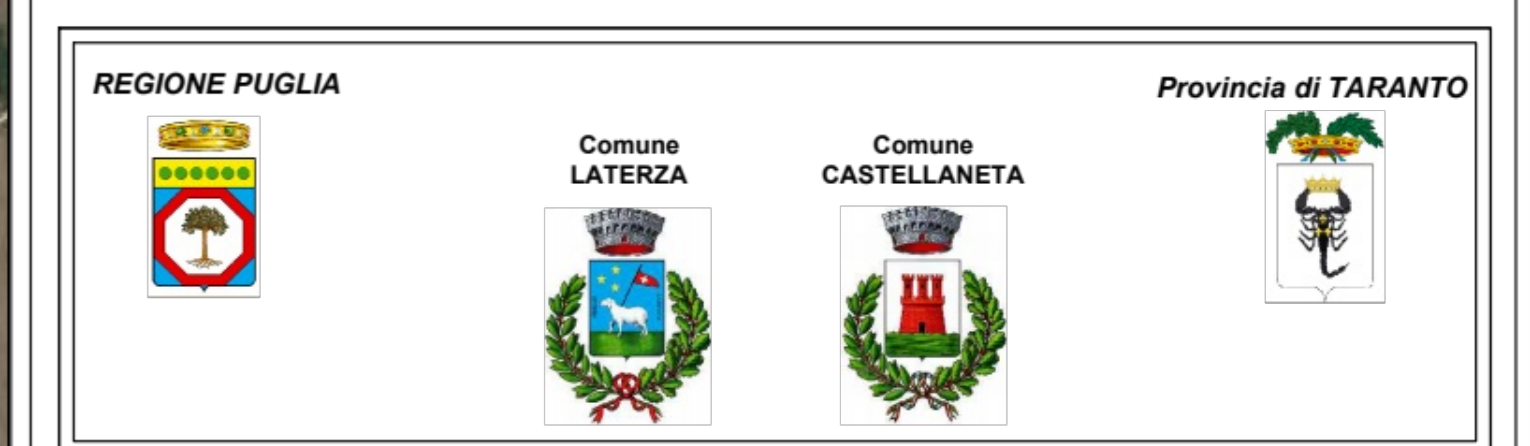 REGIONE PUGLIA
Provincia di TARANTO
Comune
LATERZA
Comune
CASTELLANETA